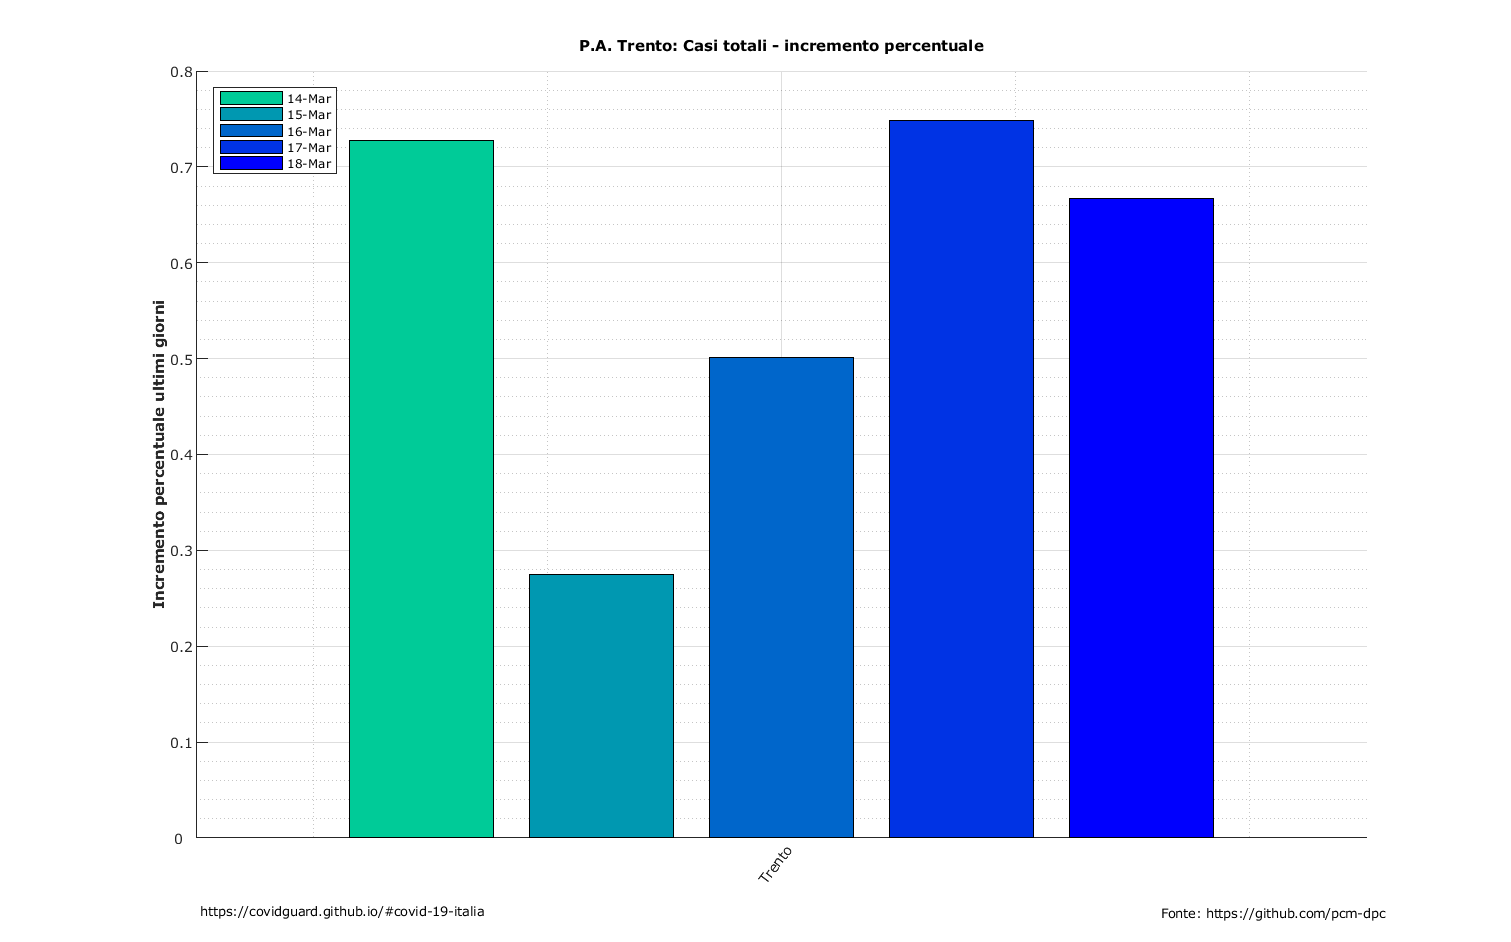 P.A. Trento: Casi totali - incremento percentuale
0.8
0.7
0.6
0.5
0.4
0.3
0.2
0.1
0
Incremento percentuale ultimi giorni
14-Mar
15-Mar
16-Mar
17-Mar
18-Mar
Trento
https://covidguard.github.io/#covid-19-italia
Fonte: https://github.com/pcm-dpc